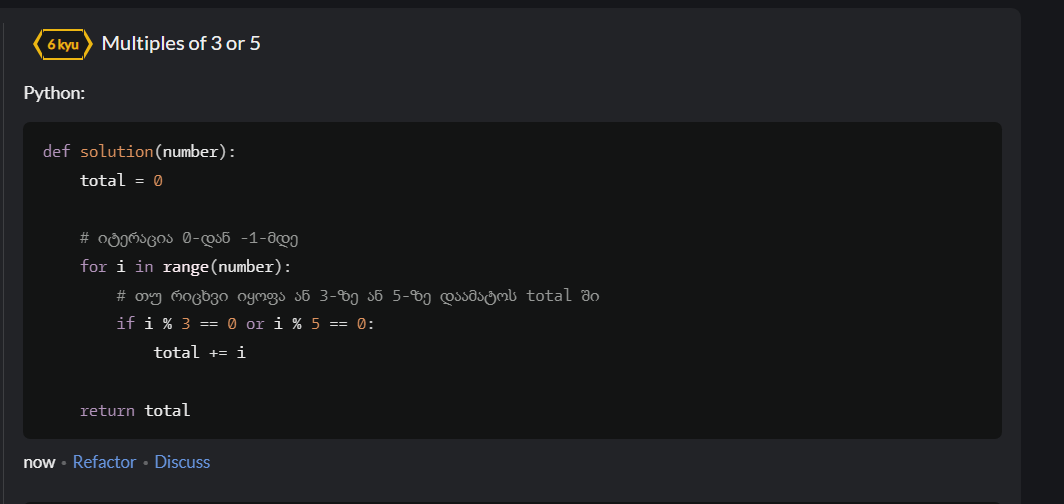 6 kyu Multiples of 3 or 5
Python:
def solution(number):
    total = 0
    # იტერაცია 0-დან -1-მდე
    for i in range(number):
        # თუ რიცხვი იყოფა ან 3-ზე ან 5-ზე დაამატოს total ში
        if i % 3 == 0 or i % 5 == 0:
            total += i
    return total
now • Refactor • Discuss